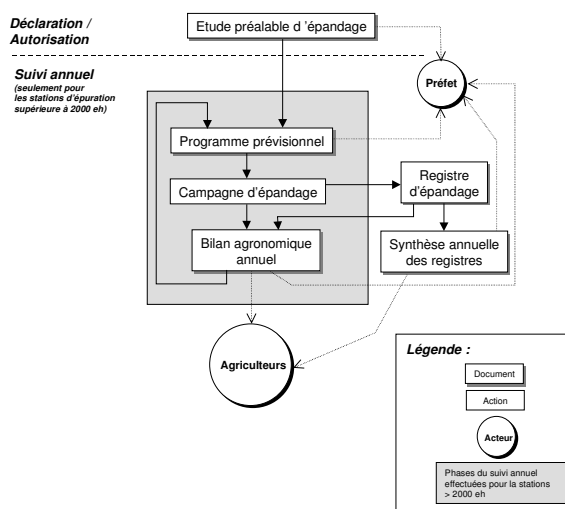 Déclaration /
Autorisation
Etude préalable d 'épandage
Suivi annuel
(seulement pour
les stations d'épuration
supérieure à 2000 eh)
Préfet
Programme prévisionnel
Campagne d'épandage
Registre
d'épandage
Bilan agronomique
annuel
Synthèse annuelle
des registres
Agriculteurs
Légende :
Document
Action
Acteur
Phases du suivi annuel
effectuées pour la stations
> 2000 eh